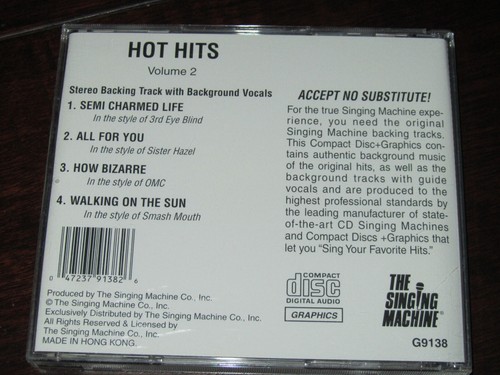 HOT HITS
Volume 2
Stereo Backing Track with Background Vocals
1. SEMI CHARMED LIFE
In the style of 3rd Eye Blind
2. ALL FOR YOU
In the style of Sister Hazel
3. HOW BIZARRE
In the style of OMC
4. WALKING ON THE SUN
In the style of Smash Mouth
0 47237 91382 6
Produced by The Singing Machine Co., Inc.
© The Singing Machine Co., Inc.
Exclusively Distributed by The Singing Machine Co., Inc.
All Rights Reserved & Licensed by
The Singing Machine Co., Inc.
MADE IN HONG KONG.
ACCEPT NO SUBSTITUTE!
For the true Singing Machine expe-
rience, you need the original
Singing Machine backing tracks.
This Compact Disc+Graphics con-
tains authentic background music
of the original hits, as well as the
background tracks with guide
vocals and are produced to the
highest professional standards by
the leading manufacturer of state-
of-the-art CD Singing Machines
and Compact Discs +Graphics that
let you "Sing Your Favorite Hits."
COMPACT
disc
DIGITAL AUDIO
GRAPHICS
THE
SINGING
MACHINE®
G9138